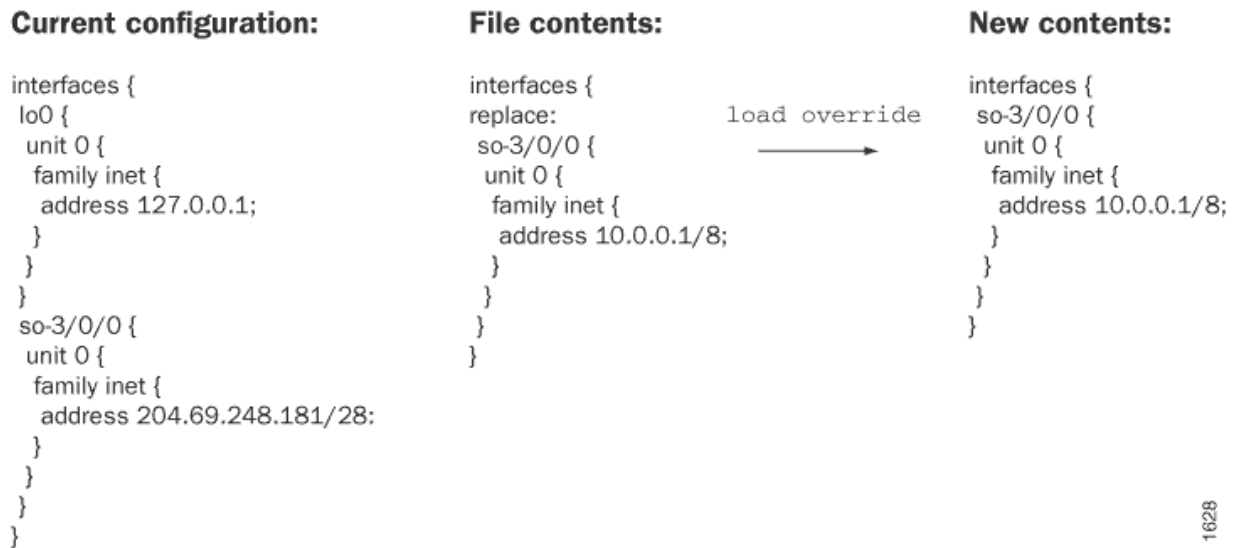 Current configuration:
interfaces {
lo0 {
unit 0 {
family inet {
address 127.0.0.1;
}
}
}
so-3/0/0 {
unit 0 {
family inet {
address 204.69.248.181/28:
}
}
}
}
File contents:
interfaces {
replace:
so-3/0/0 {
unit 0 {
family inet {
address 10.0.0.1/8;
}
}
}
}
load override
New contents:
interfaces {
so-3/0/0 {
unit 0 {
family inet {
address 10.0.0.1/8;
}
}
}
}
1628